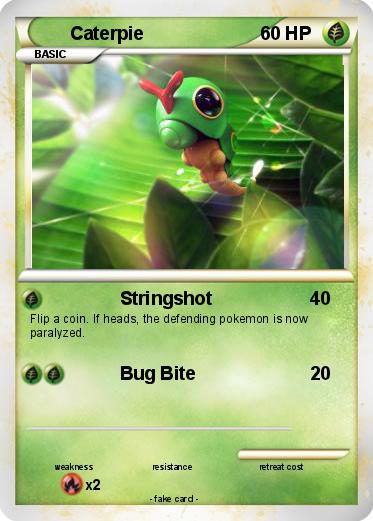 Caterpie 60 HP
BASIC
Stringshot 40
Flip a coin. If heads, the defending pokemon is now
paralyzed.
Bug Bite 20
weakness resistance retreat cost
x2
- fake card -